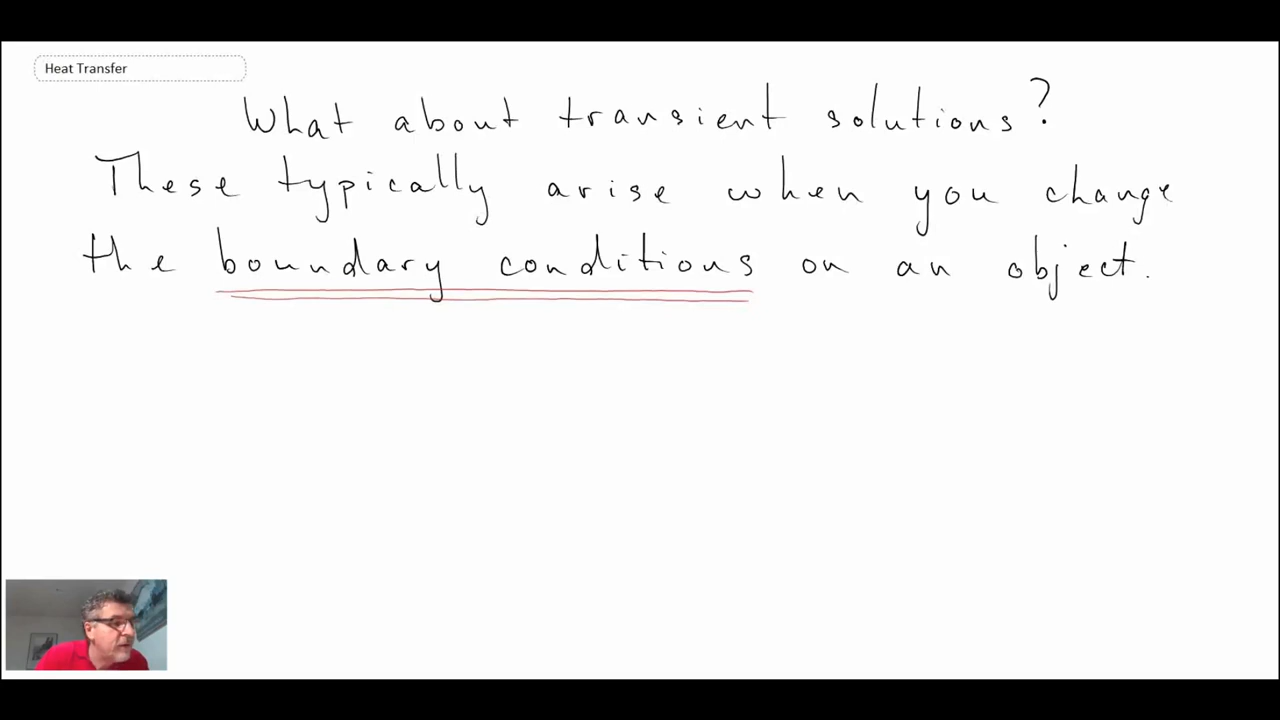 Heat Transfer
What about transient solutions?
These typically arise when you change
the boundary conditions on an object.